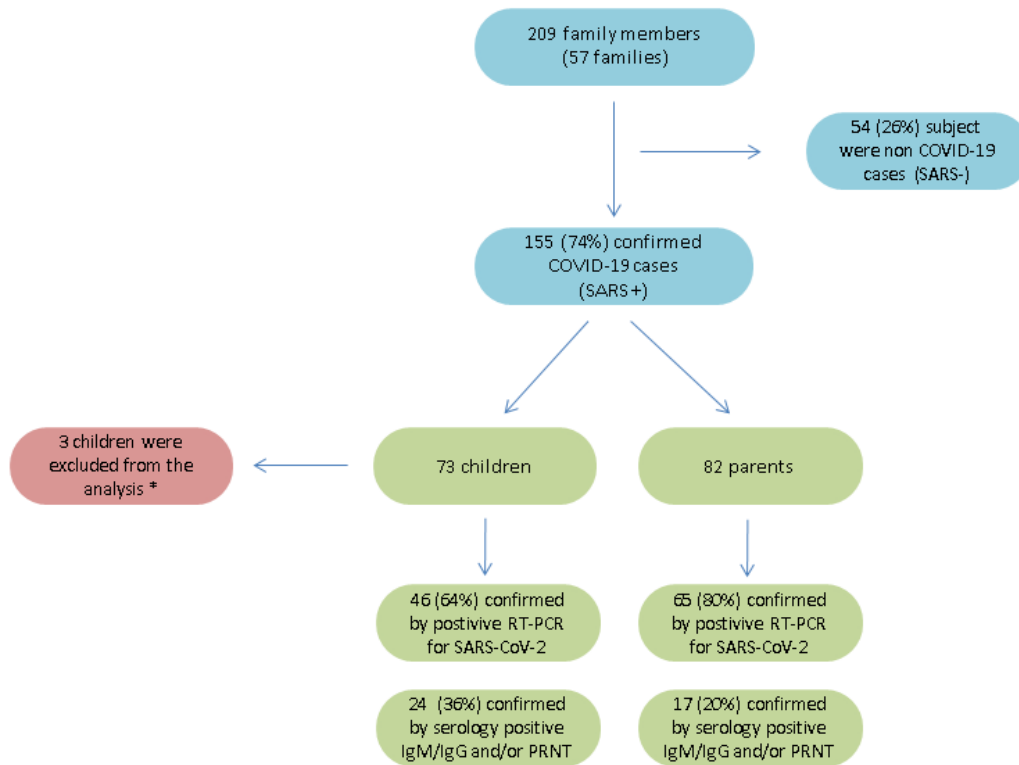 209 family members
(57 families)
54 (26%) subject
were non COVID-19
cases (SARS-)
155 (74%) confirmed
COVID-19 cases
(SARS+)
3 children were
excluded from the
analysis *
73 children
82 parents
46 (64%) confirmed
by postivive RT-PCR
for SARS-CoV-2
65 (80%) confirmed
by postivive RT-PCR
for SARS-CoV-2
24 (36%) confirmed
by serology positive
IgM/IgG and/or PRNT
17 (20%) confirmed
by serology positive
IgM/IgG and/or PRNT